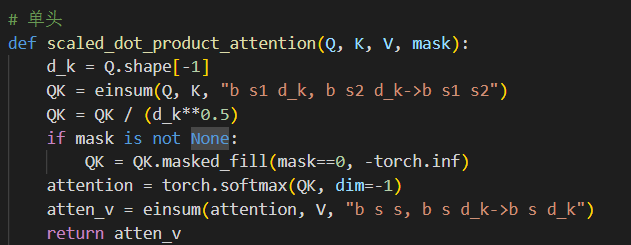 # 单头
def scaled_dot_product_attention(Q, K, V, mask):
    d_k = Q.shape[-1]
    QK = einsum(Q, K, "b s1 d_k, b s2 d_k->b s1 s2")
    QK = QK / (d_k**0.5)
    if mask is not None:
        QK = QK.masked_fill(mask==0, -torch.inf)
    attention = torch.softmax(QK, dim=-1)
    atten_v = einsum(attention, V, "b s s, b s d_k->b s d_k")
    return atten_v